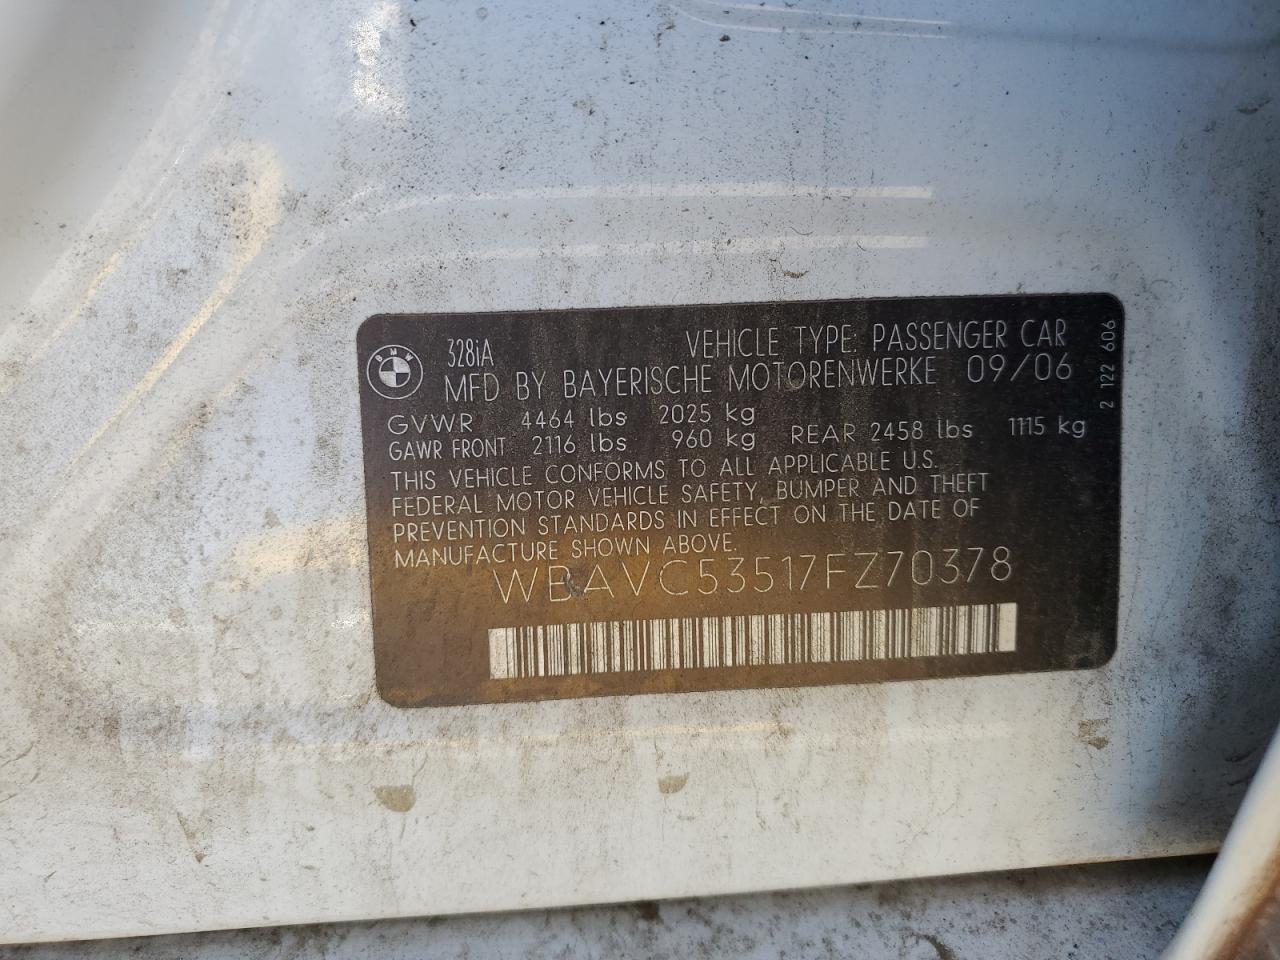 BMW
328iA
VEHICLE TYPE: PASSENGER CAR
MFD BY BAYERISCHE MOTORENWERKE 09/06
GVWR 4464 lbs 2025 kg
GAWR FRONT 2116 lbs 960 kg REAR 2458 lbs 1115 kg
THIS VEHICLE CONFORMS TO ALL APPLICABLE U.S.
FEDERAL MOTOR VEHICLE SAFETY, BUMPER AND THEFT
PREVENTION STANDARDS IN EFFECT ON THE DATE OF
MANUFACTURE SHOWN ABOVE.
WBAVC53517FZ70378
2 122 606